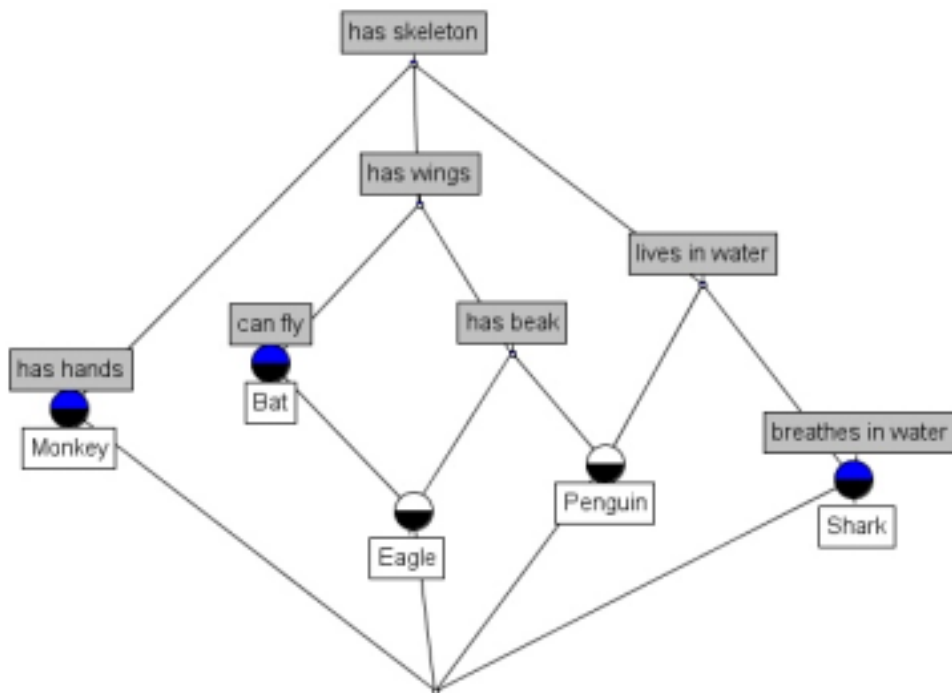 has skeleton
has wings
lives in water
can fly
has beak
has hands
Bat
breathes in water
Monkey
Penguin
Shark
Eagle